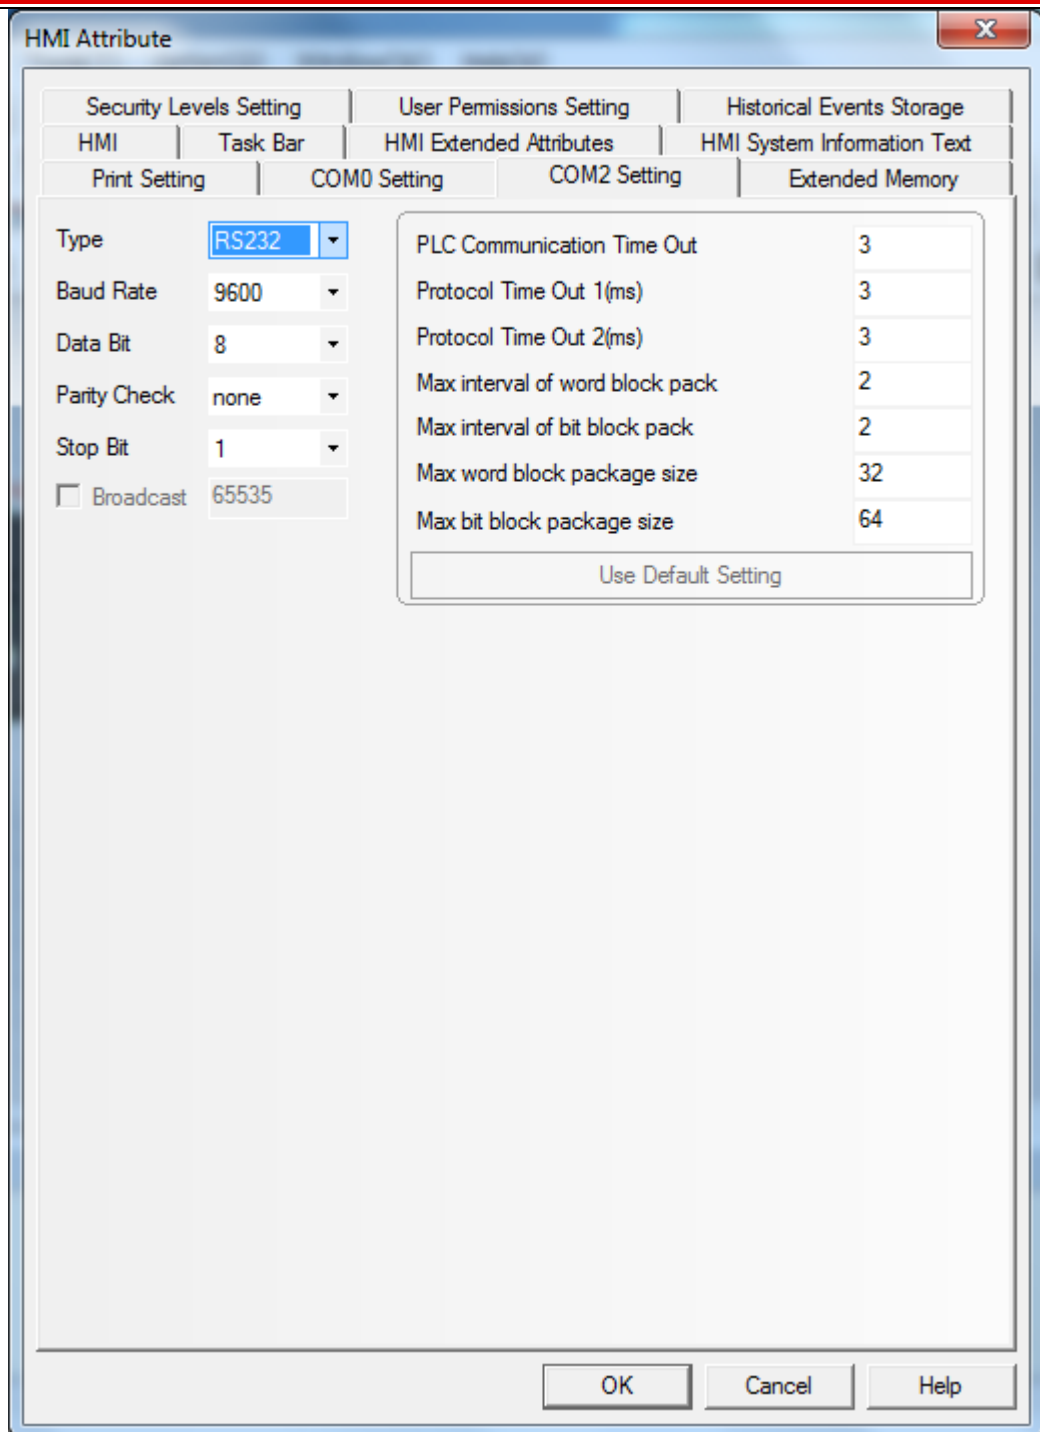 HMI Attribute
Security Levels Setting User Permissions Setting Historical Events Storage
HMI Task Bar HMI Extended Attributes HMI System Information Text
Print Setting COM0 Setting COM2 Setting Extended Memory
Type RS232
Baud Rate 9600
Data Bit 8
Parity Check none
Stop Bit 1
Broadcast 65535
PLC Communication Time Out 3
Protocol Time Out 1(ms) 3
Protocol Time Out 2(ms) 3
Max interval of word block pack 2
Max interval of bit block pack 2
Max word block package size 32
Max bit block package size 64
Use Default Setting
OK Cancel Help